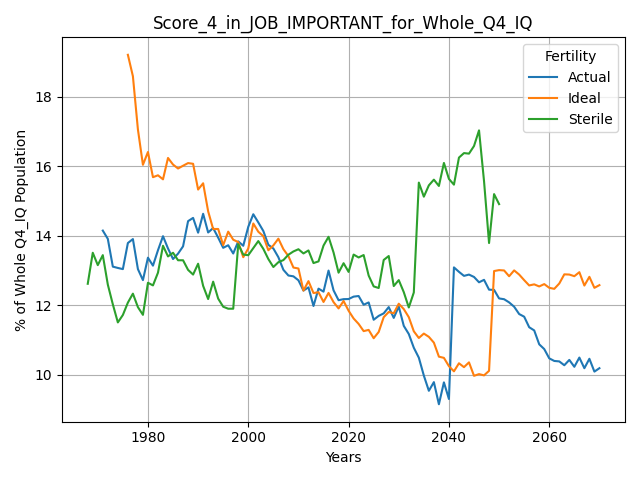 Score_4_in_JOB_IMPORTANT_for_Whole_Q4_IQ
Fertility
Actual
Ideal
Sterile
% of Whole Q4_IQ Population
18
16
14
12
10
1980
2000
2020
2040
2060
Years